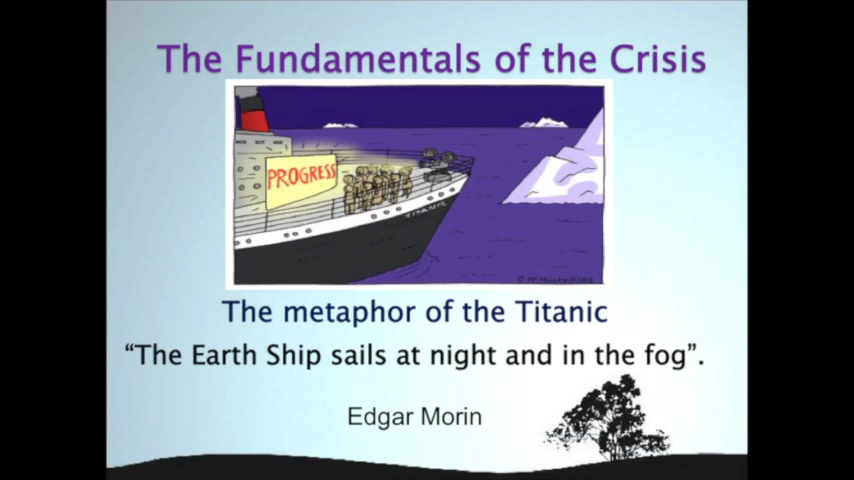 The Fundamentals of the Crisis
PROGRESS
TITANIC
The metaphor of the Titanic
“The Earth Ship sails at night and in the fog”.
Edgar Morin